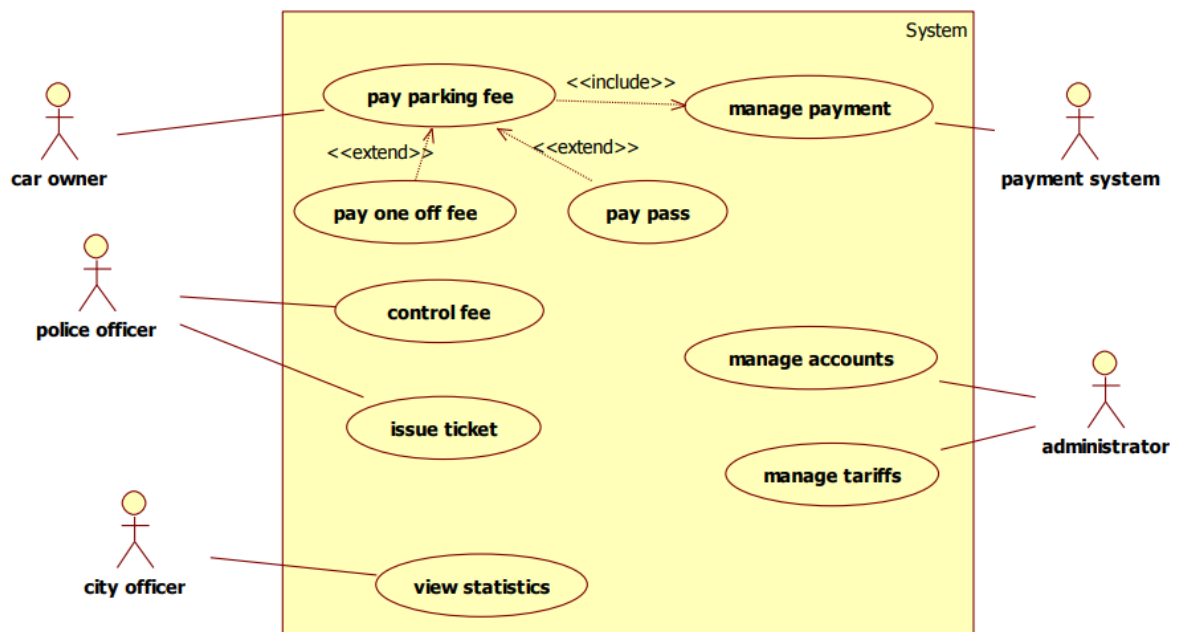 System
<<include>>
pay parking fee
manage payment
<<extend>>
<<extend>>
car owner
payment system
pay one off fee
pay pass
control fee
police officer
manage accounts
issue ticket
administrator
manage tariffs
city officer
view statistics